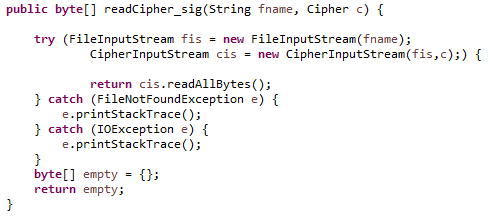 public byte[] readCipher_sig(String fname, Cipher c) {
try (FileInputStream fis = new FileInputStream(fname);
CipherInputStream cis = new CipherInputStream(fis,c);) {
return cis.readAllBytes();
} catch (FileNotFoundException e) {
e.printStackTrace();
} catch (IOException e) {
e.printStackTrace();
}
byte[] empty = {};
return empty;
}